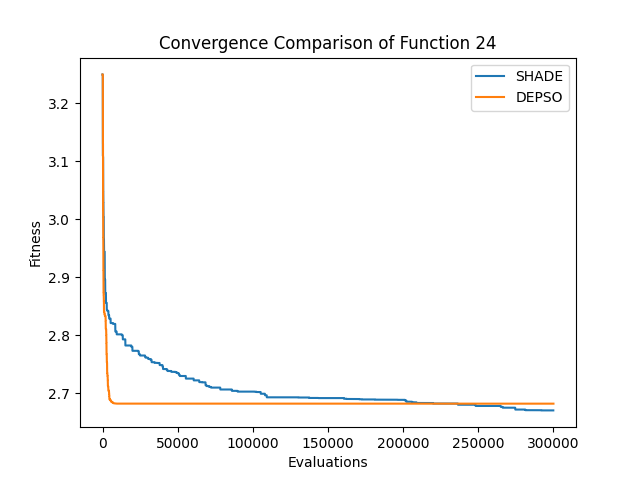 Convergence Comparison of Function 24
SHADE
DEPSO
Fitness
3.2
3.1
3.0
2.9
2.8
2.7
0 50000 100000 150000 200000 250000 300000
Evaluations